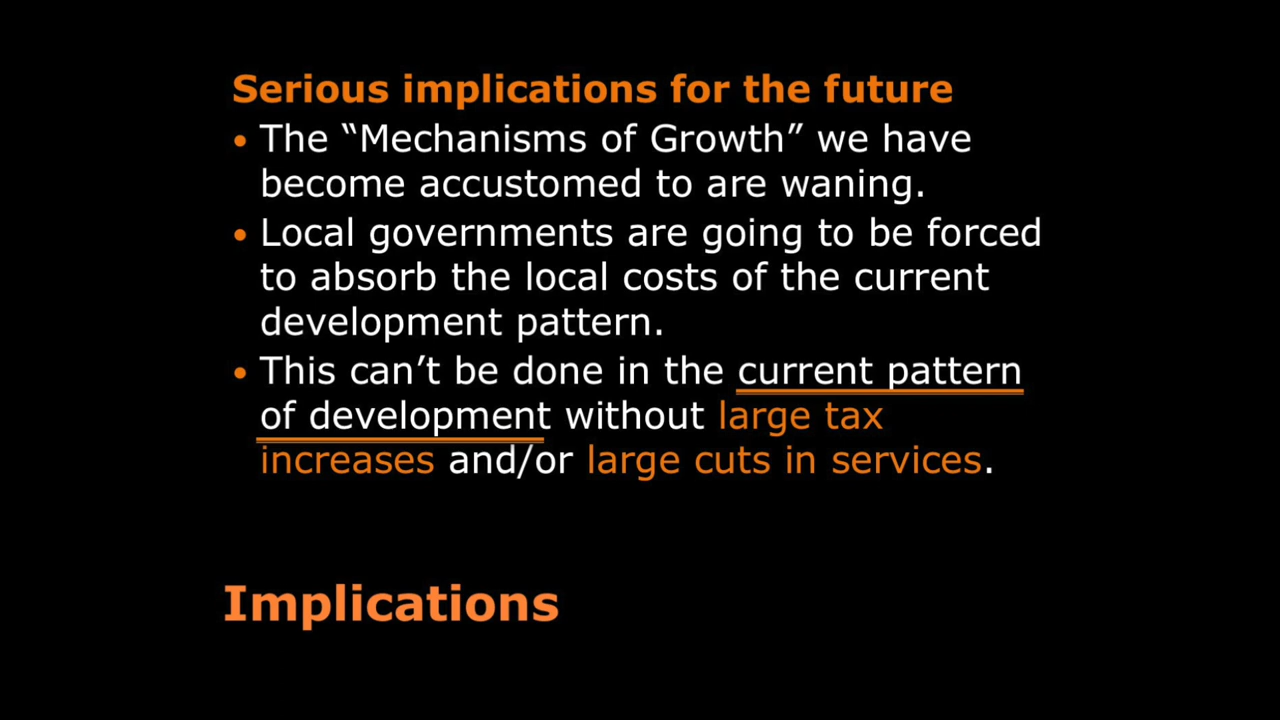 Serious implications for the future
• The “Mechanisms of Growth” we have
become accustomed to are waning.
• Local governments are going to be forced
to absorb the local costs of the current
development pattern.
• This can’t be done in the current pattern
of development without large tax
increases and/or large cuts in services.
Implications